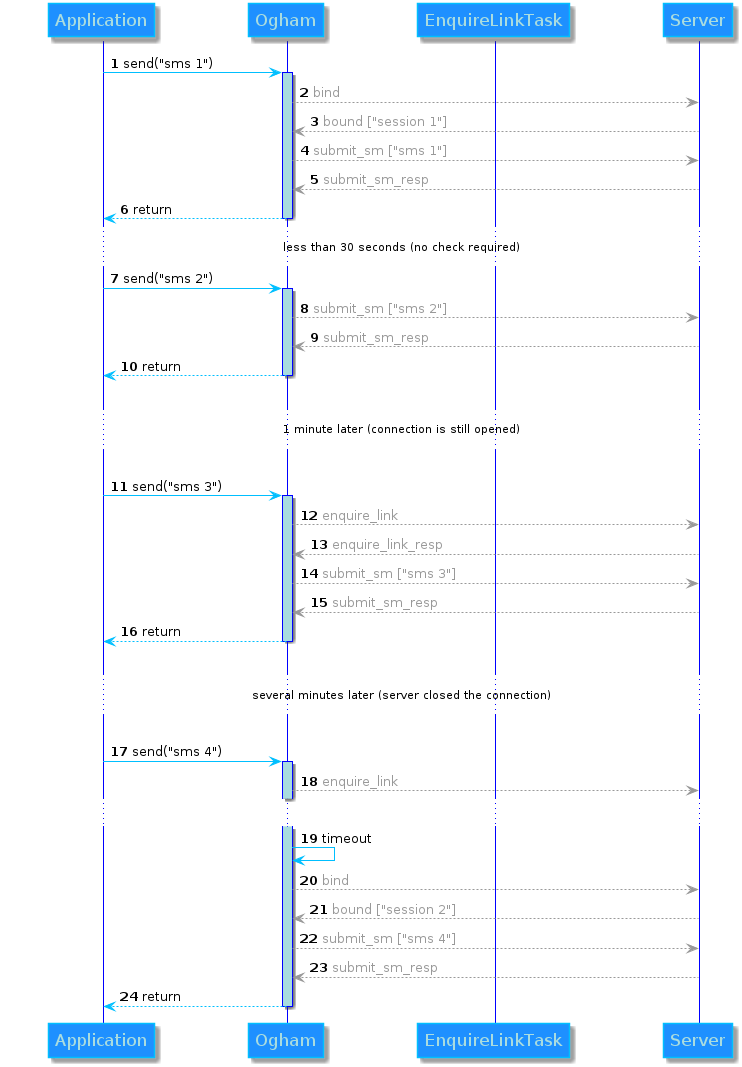 Application Ogham EnquireLinkTask Server
1 send("sms 1")
2 bind
3 bound ["session 1"]
4 submit_sm ["sms 1"]
5 submit_sm_resp
6 return
less than 30 seconds (no check required)
7 send("sms 2")
8 submit_sm ["sms 2"]
9 submit_sm_resp
10 return
1 minute later (connection is still opened)
11 send("sms 3")
12 enquire_link
13 enquire_link_resp
14 submit_sm ["sms 3"]
15 submit_sm_resp
16 return
several minutes later (server closed the connection)
17 send("sms 4")
18 enquire_link
19 timeout
20 bind
21 bound ["session 2"]
22 submit_sm ["sms 4"]
23 submit_sm_resp
24 return
Application Ogham EnquireLinkTask Server